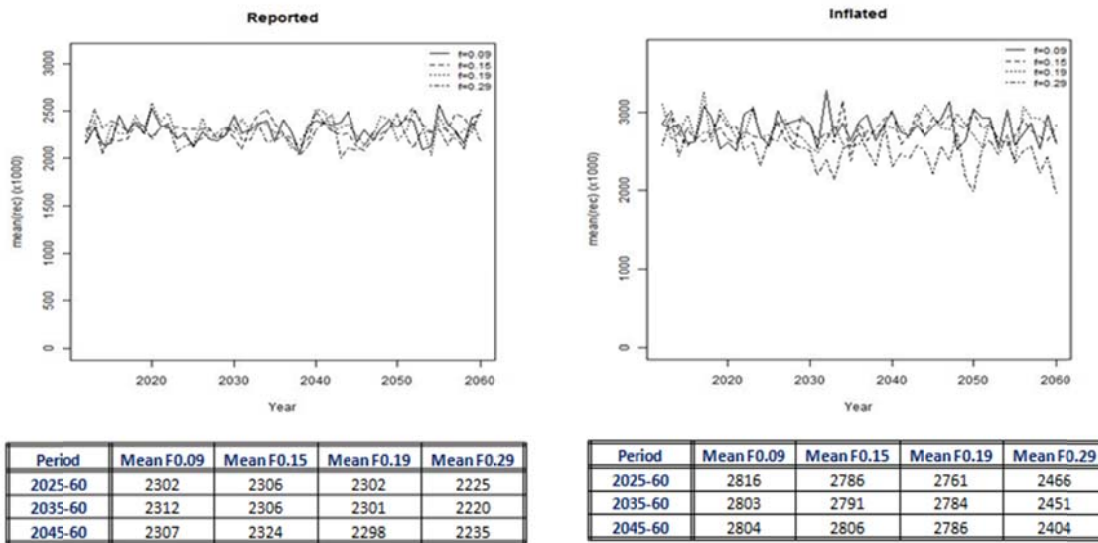 Reported
mean(rec) (x1000)
3000
2500
2000
1500
1000
500
0
f=0.09
f=0.15
f=0.19
f=0.29
2020 2030 2040 2050 2060
Year
Period Mean F0.09 Mean F0.15 Mean F0.19 Mean F0.29
2025-60 2302 2306 2302 2225
2035-60 2312 2306 2301 2220
2045-60 2307 2324 2298 2235
Inflated
mean(rec) (x1000)
3000
2000
1000
0
f=0.09
f=0.15
f=0.19
f=0.29
2020 2030 2040 2050 2060
Year
Period Mean F0.09 Mean F0.15 Mean F0.19 Mean F0.29
2025-60 2816 2786 2761 2466
2035-60 2803 2791 2784 2451
2045-60 2804 2806 2786 2404